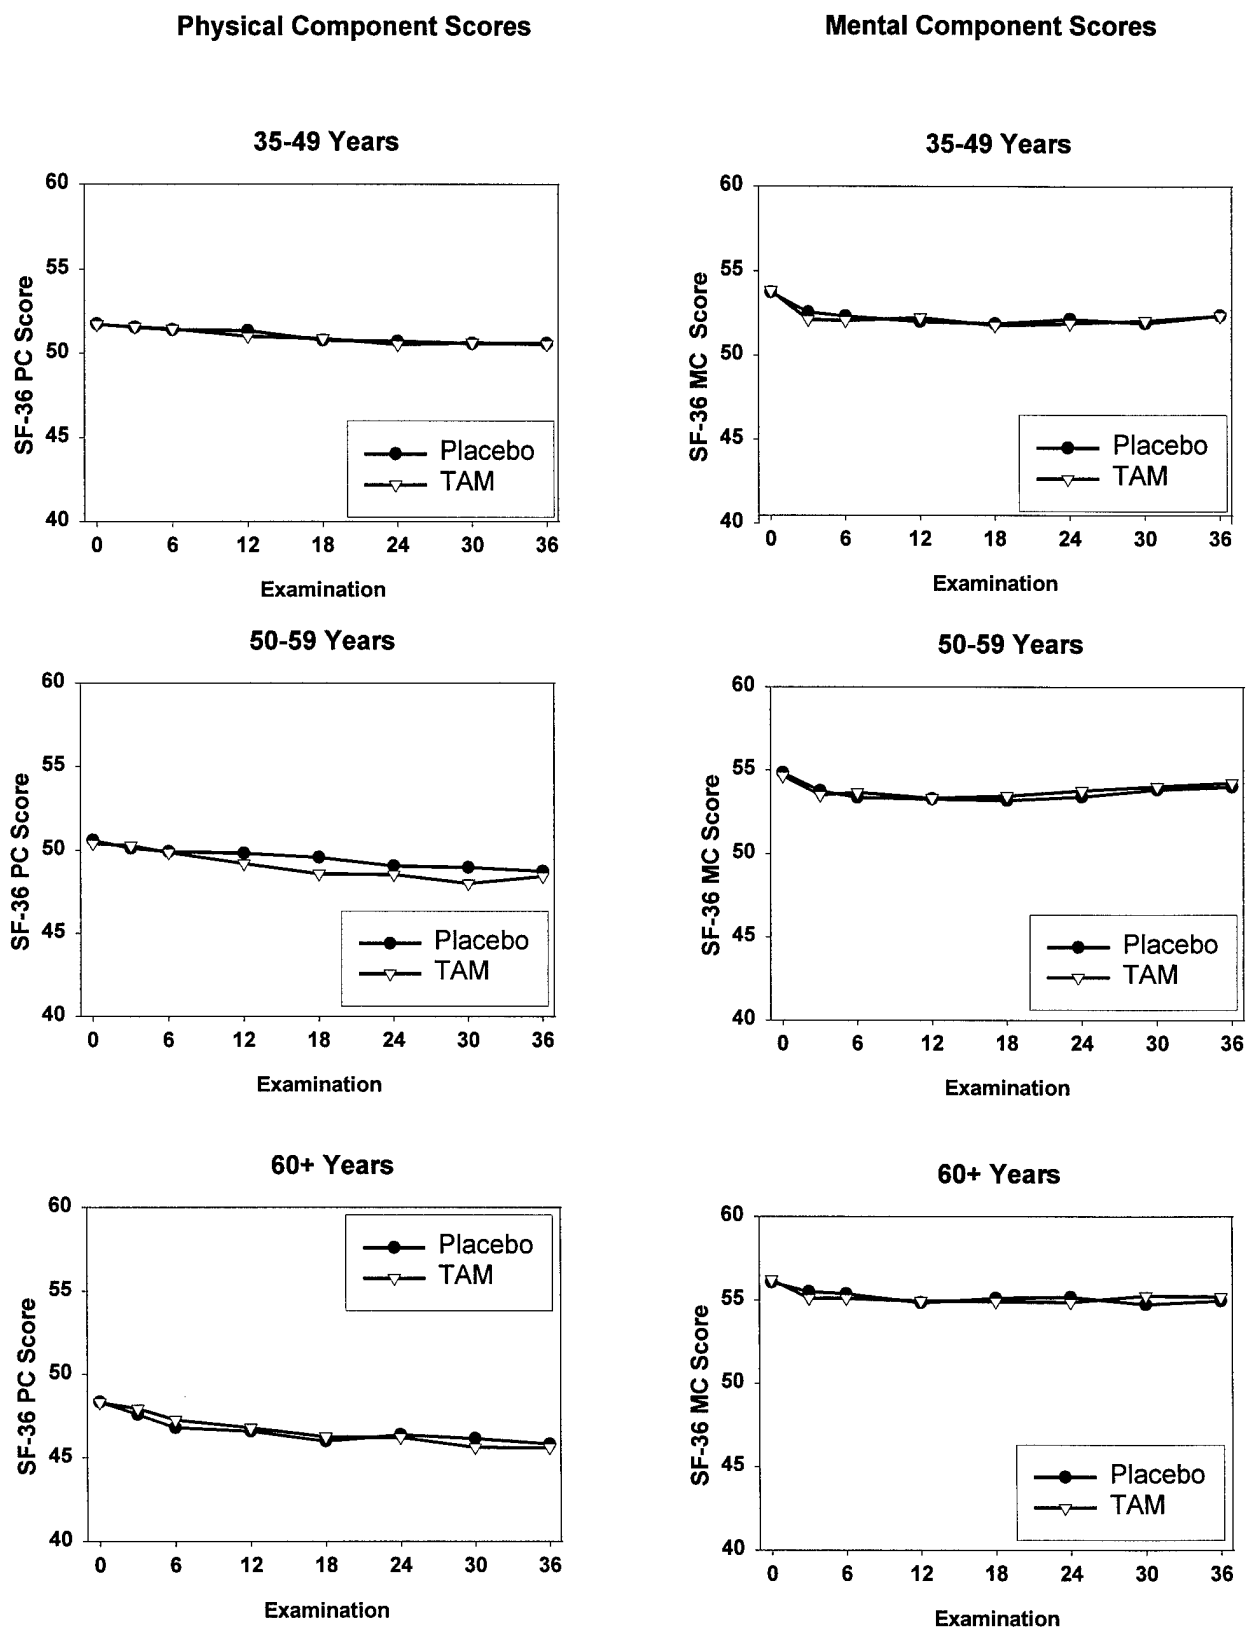 Physical Component Scores
Mental Component Scores
35-49 Years
60
55
50
45
40
SF-36 PC Score
Placebo
TAM
0 6 12 18 24 30 36
Examination
35-49 Years
60
55
50
45
40
SF-36 MC Score
Placebo
TAM
0 6 12 18 24 30 36
Examination
50-59 Years
60
55
50
45
40
SF-36 PC Score
Placebo
TAM
0 6 12 18 24 30 36
Examination
50-59 Years
60
55
50
45
40
SF-36 MC Score
Placebo
TAM
0 6 12 18 24 30 36
Examination
60+ Years
60
55
50
45
40
SF-36 PC Score
Placebo
TAM
0 6 12 18 24 30 36
Examination
60+ Years
60
55
50
45
40
SF-36 MC Score
Placebo
TAM
0 6 12 18 24 30 36
Examination